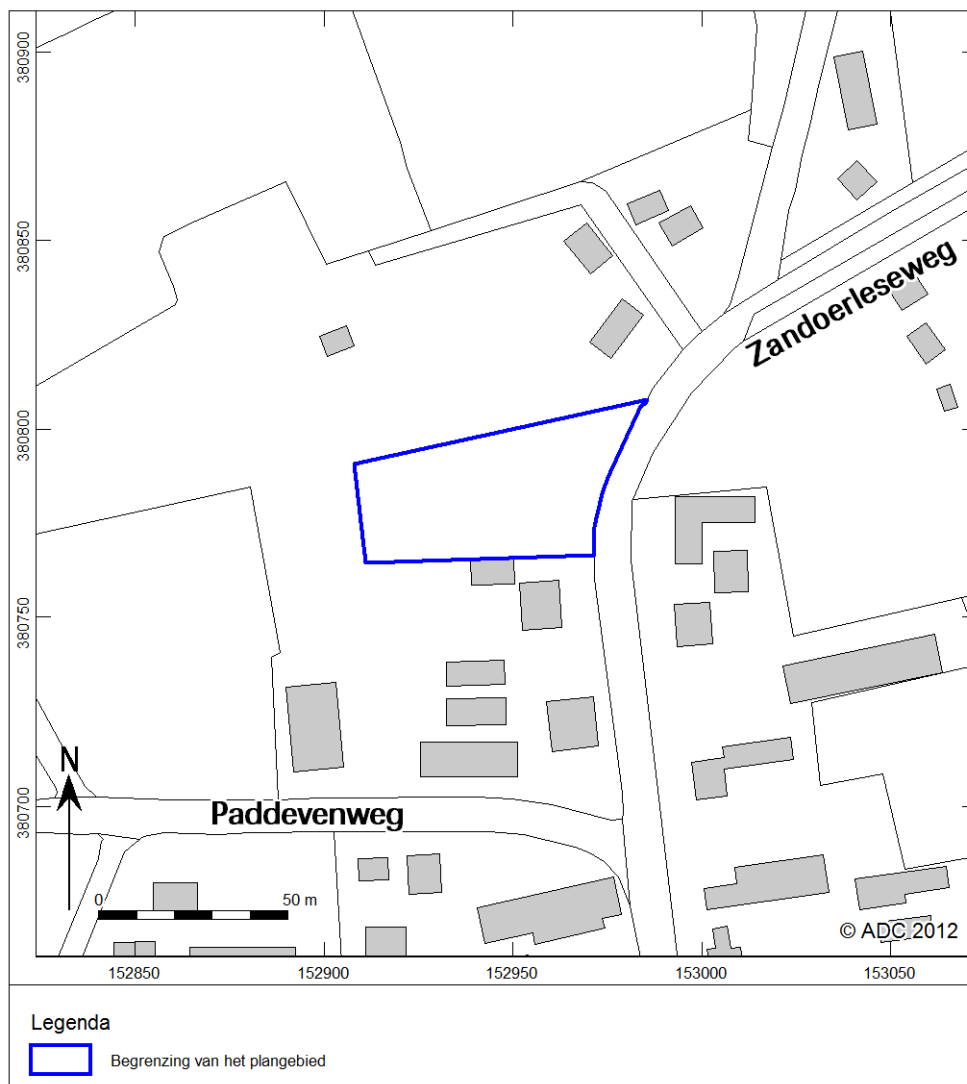 380900
380850
Zandoerleseweg
380800
380750
N
Paddevenweg
380700
0 50 m
© ADC 2012
152850 152900 152950 153000 153050
Legenda
Begrenzing van het plangebied